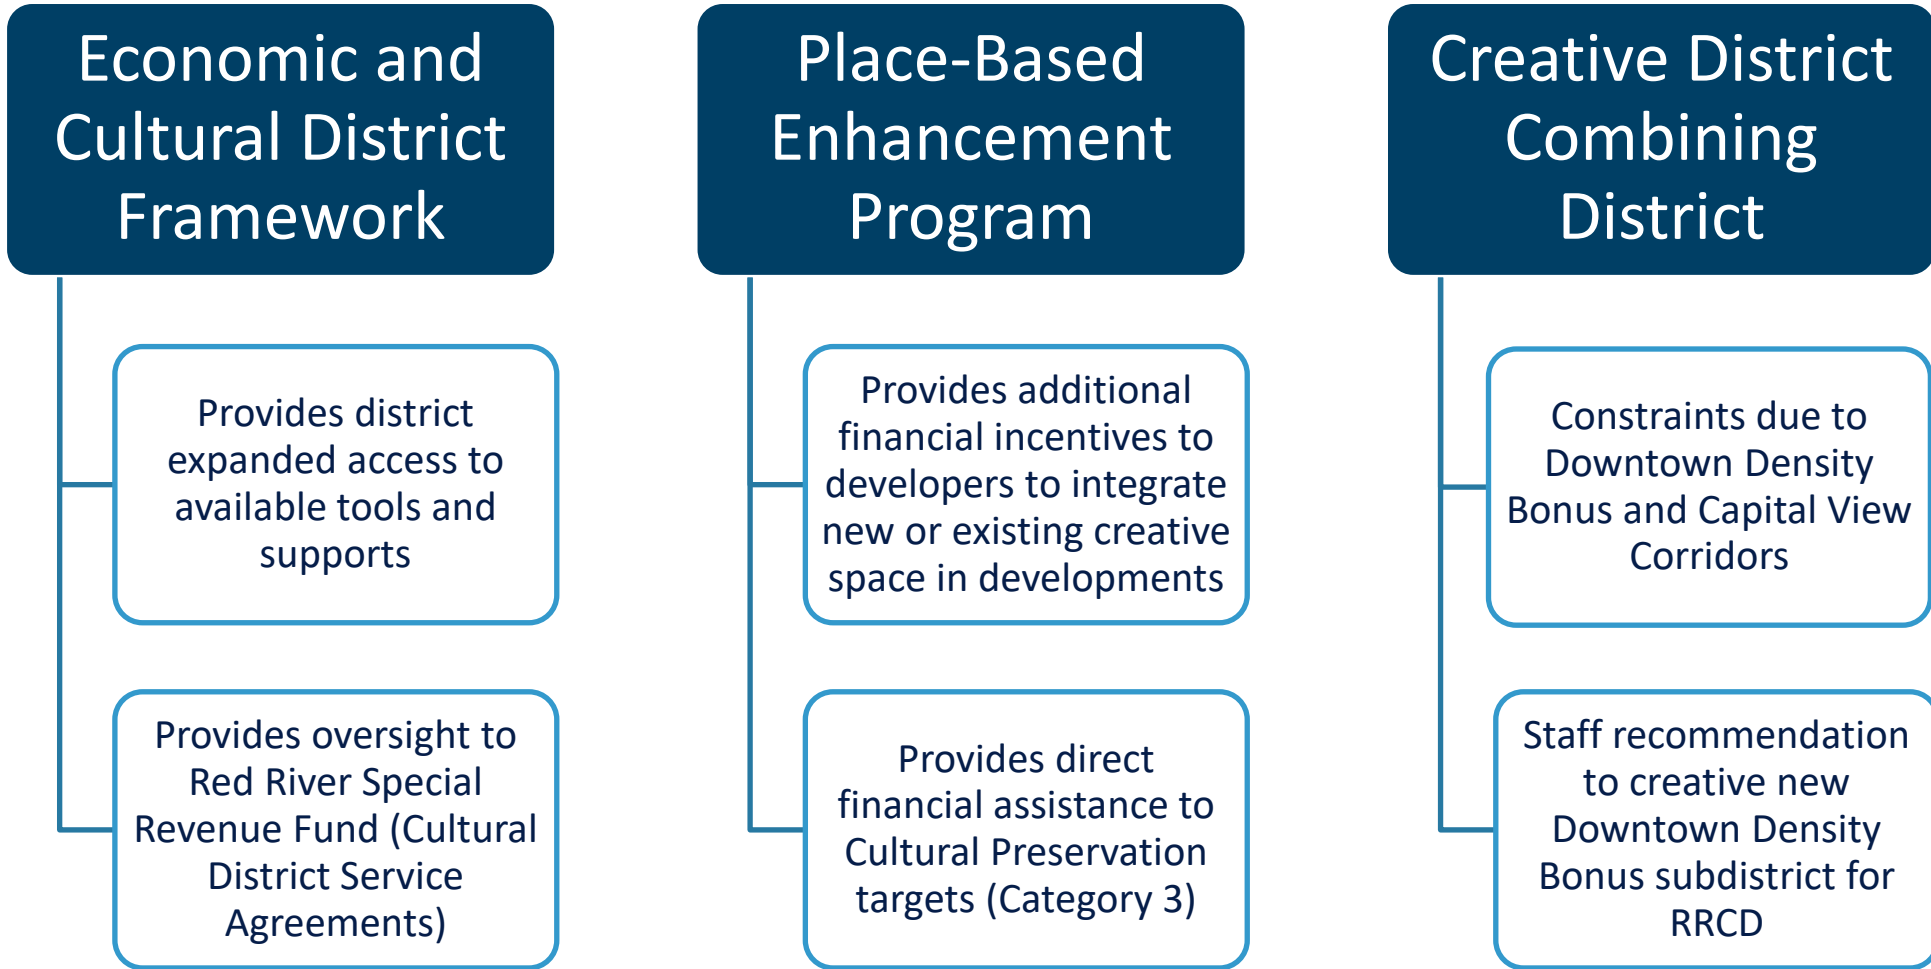 Economic and
Cultural District
Framework
Provides district
expanded access to
available tools and
supports
Provides oversight to
Red River Special
Revenue Fund (Cultural
District Service
Agreements)
Place-Based
Enhancement
Program
Provides additional
financial incentives to
developers to integrate
new or existing creative
space in developments
Provides direct
financial assistance to
Cultural Preservation
targets (Category 3)
Creative District
Combining
District
Constraints due to
Downtown Density
Bonus and Capital View
Corridors
Staff recommendation
to creative new
Downtown Density
Bonus subdistrict for
RRCD